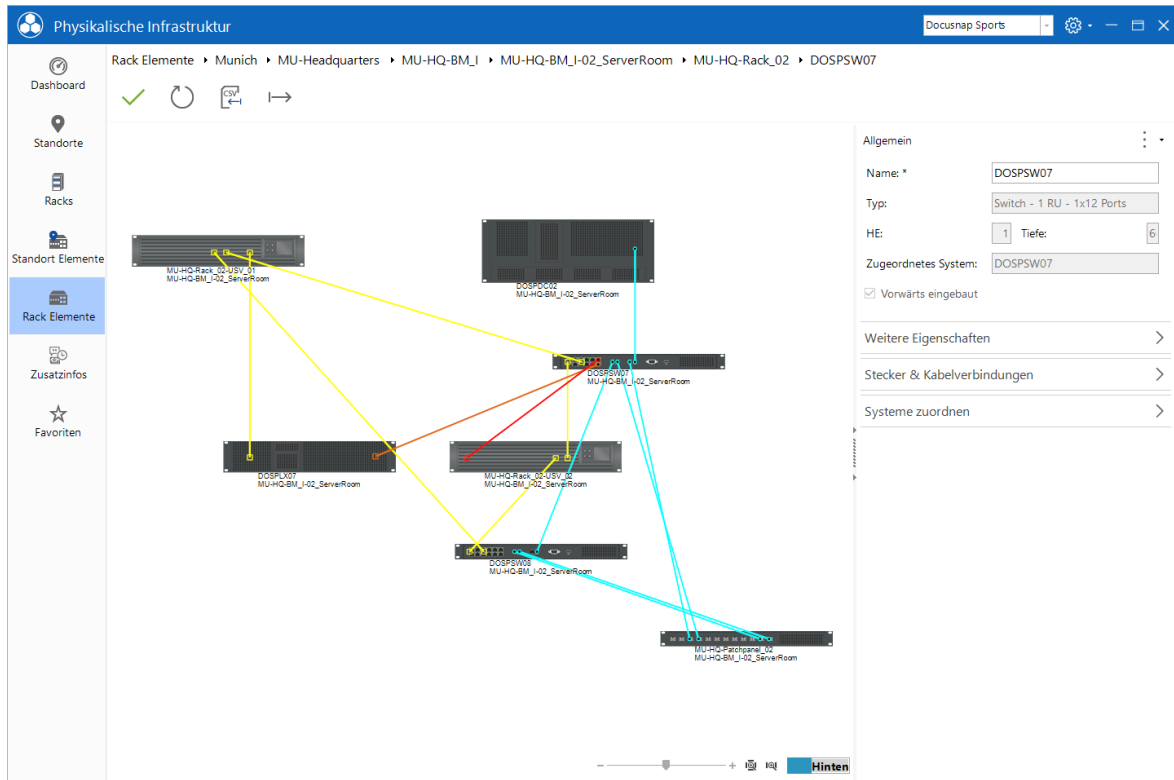 Physikalische Infrastruktur
Docusnap Sports
Dashboard
Standorte
Racks
Standort Elemente
Rack Elemente
Zusatzinfos
Favoriten
Rack Elemente Munich MU-Headquarters MU-HQ-BM_I MU-HQ-BM_I-02_ServerRoom MU-HQ-Rack_02 DOSPSW07
CSV
MU-HQ-Rack_02-USV_01
MU-HQ-BM_I-02_ServerRoom
DOSPDC02
MU-HQ-BM_I-02_ServerRoom
DOSPSW07
MU-HQ-BM_I-02_ServerRoom
DOSPLX07
MU-HQ-BM_I-02_ServerRoom
MU-HQ-Rack_02-USV_02
MU-HQ-BM_I-02_ServerRoom
DOSPSW08
MU-HQ-BM_I-02_ServerRoom
MU-HQ-Patchpanel_02
MU-HQ-BM_I-02_ServerRoom
Hinten
Allgemein
Name: * DOSPSW07
Typ: Switch - 1 RU - 1x12 Ports
HE: 1 Tiefe: 6
Zugeordnetes System: DOSPSW07
Vorwärts eingebaut
Weitere Eigenschaften
Stecker & Kabelverbindungen
Systeme zuordnen